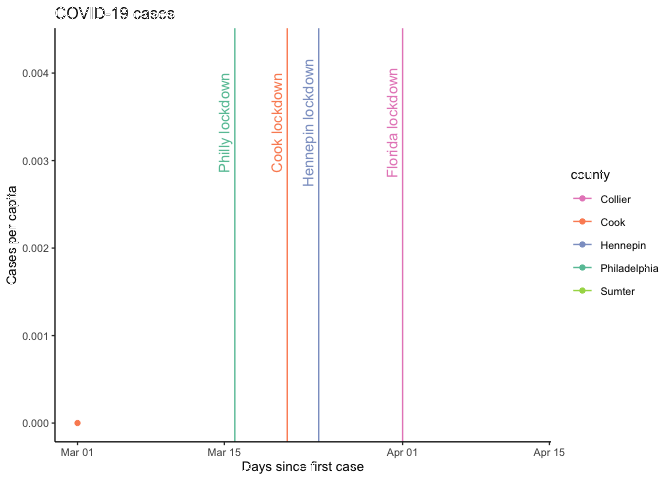 COVID-19 cases
Cases per capita
0.004
0.003
0.002
0.001
0.000
Philly lockdown
Cook lockdown
Hennepin lockdown
Florida lockdown
Mar 01
Mar 15
Apr 01
Apr 15
Days since first case
county
Collier
Cook
Hennepin
Philadelphia
Sumter